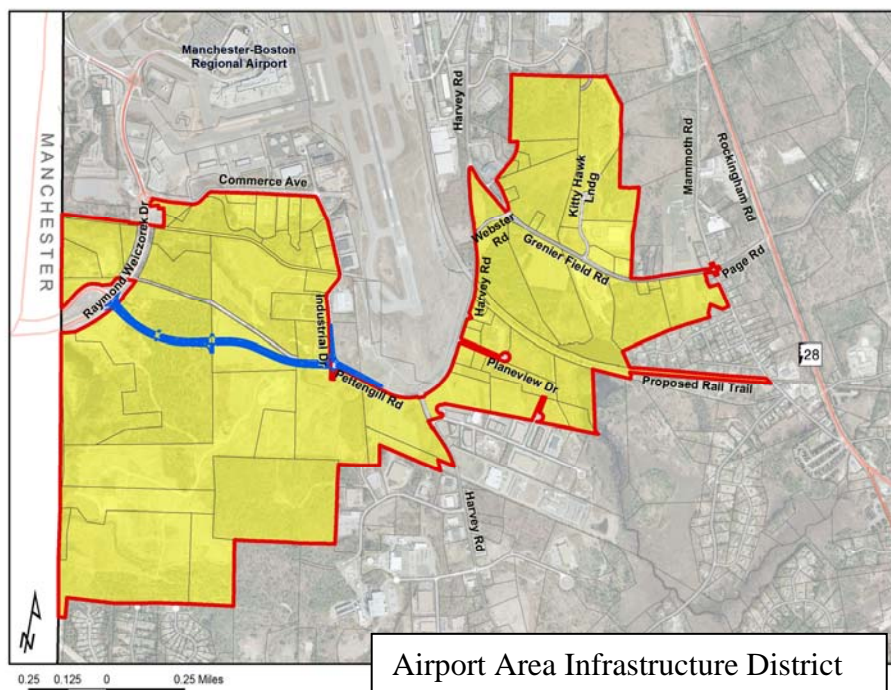 Manchester-Boston
Regional Airport
Harvey Rd
MANCHESTER
Mammoth Rd
Rockingham Rd
Commerce Ave
Kitty Hawk
Lndg
Raymond Weiczorek Dr
Webster
Rd
Grenier Field Rd
Page Rd
Harvey Rd
Industrial Dr
28
Planeview Dr
Pettengill Rd
Proposed Rail Trail
Harvey Rd
N
Airport Area Infrastructure District
0.25 0.125 0 0.25 Miles